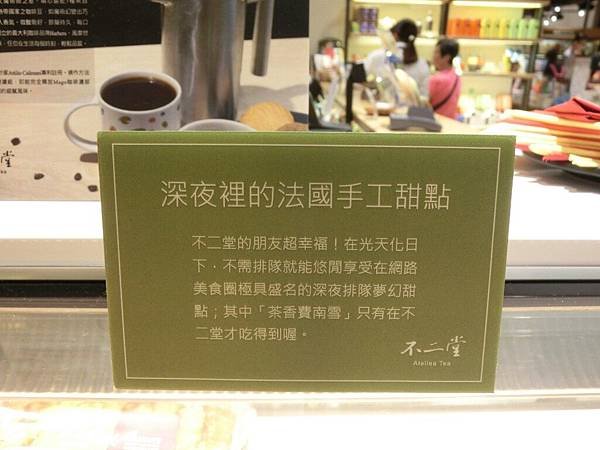 深夜裡的法國手工甜點
不二堂的朋友超幸福！在光天化日
下，不需排隊就能悠閒享受在網路
美食圈極具盛名的深夜排隊夢幻甜
點；其中「茶香費南雪」只有在不
二堂才吃得到喔。
不二堂
Atelier Tea